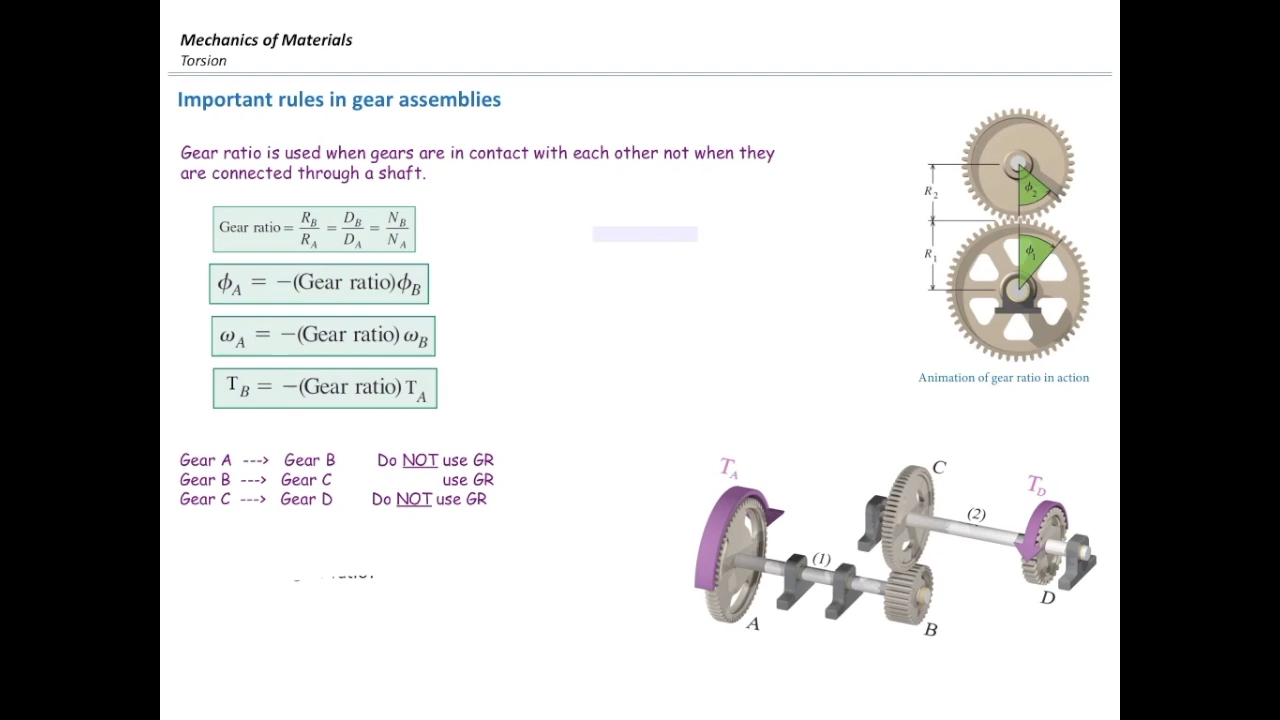 Mechanics of Materials
Torsion
Important rules in gear assemblies
Gear ratio is used when gears are in contact with each other not when they
are connected through a shaft.
Gear ratio = R_B/R_A = D_B/D_A = N_B/N_A
ϕ_A = −(Gear ratio)ϕ_B
ω_A = −(Gear ratio) ω_B
T_B = −(Gear ratio) T_A
R_2
ϕ_2
R_1
ϕ_1
Animation of gear ratio in action
Gear A ---> Gear B Do NOT use GR
Gear B ---> Gear C use GR
Gear C ---> Gear D Do NOT use GR
T_A
C
T_D
(2)
(1)
A
B
D